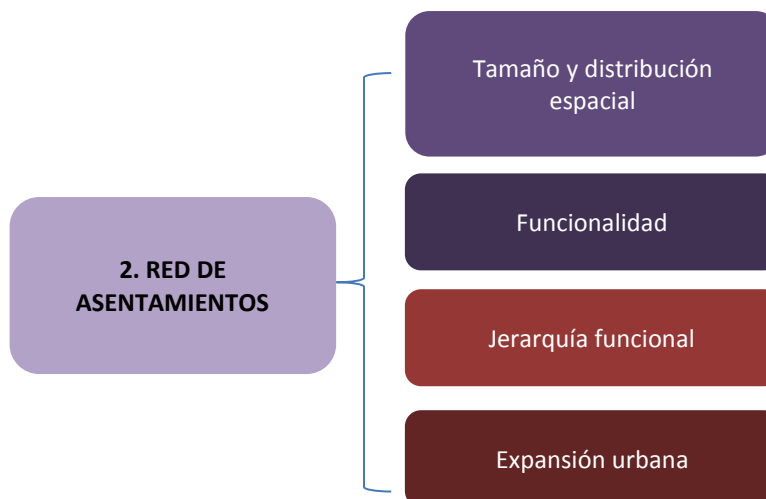 2. RED DE
ASENTAMIENTOS
Tamaño y distribución
espacial
Funcionalidad
Jerarquía funcional
Expansión urbana